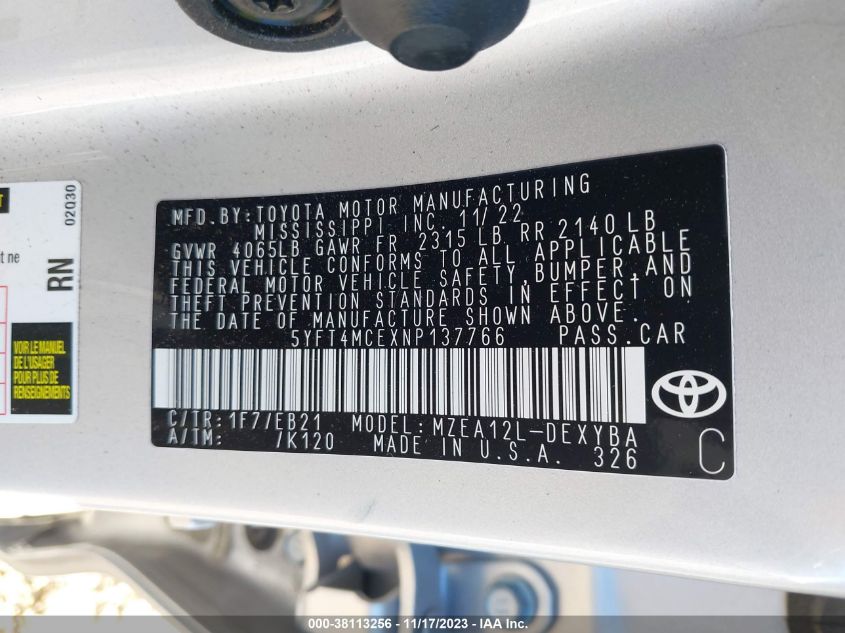 MFD. BY: TOYOTA MOTOR MANUFACTURING
MISSISSIPPI INC. 11/22
GVWR 4065LB GAWR FR 2315 LB RR 2140 LB
THIS VEHICLE CONFORMS TO ALL APPLICABLE
FEDERAL MOTOR VEHICLE SAFETY, BUMPER, AND
THEFT PREVENTION STANDARDS IN EFFECT ON
THE DATE OF MANUFACTURE SHOWN ABOVE.
5YFT4MCEXNP137766 PASS.CAR
C/TR: 1F7/EB21 MODEL: MZEA12L-DEXYBA
A/TM: /K120 MADE IN U.S.A. 326
C
02Q30
RN
t ne
VOIR LE MANUEL
DE L'USAGER
POUR PLUS DE
RENSEIGNEMENTS
000-38113256 - 11/17/2023 - IAA Inc.